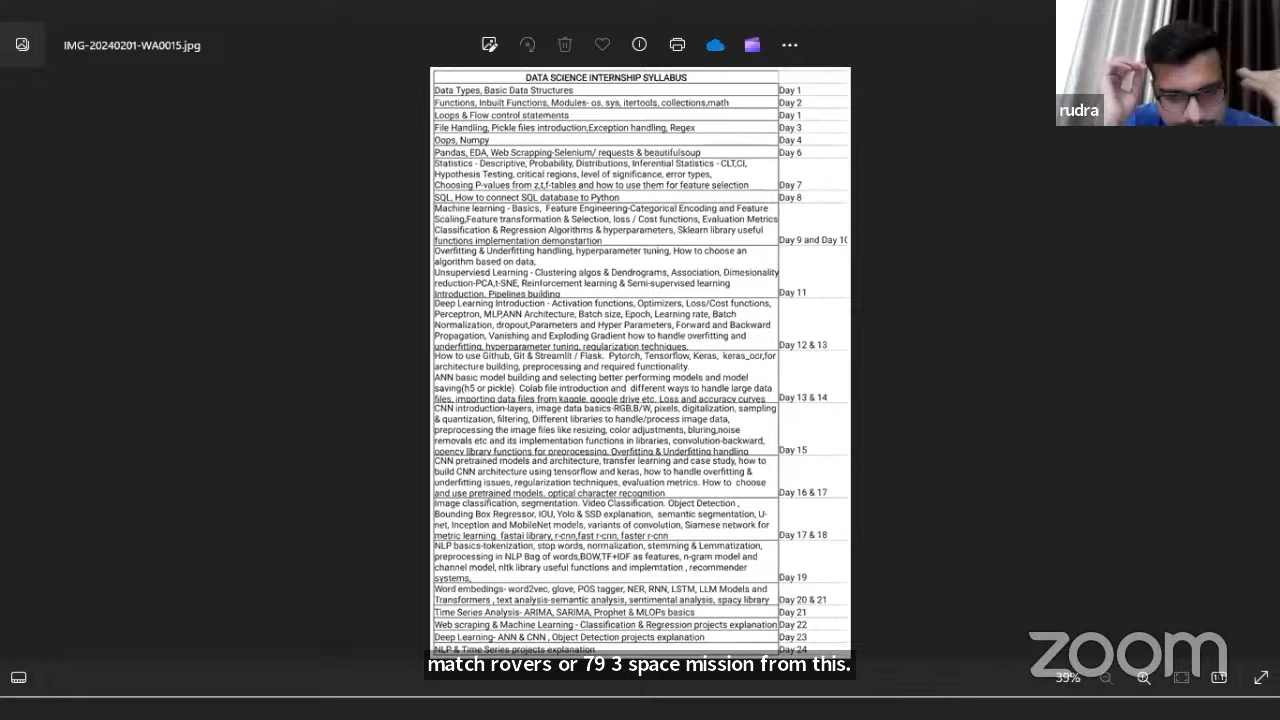 IMG-20240201-WA0015.jpg
rudra
DATA SCIENCE INTERNSHIP SYLLABUS
Data Types, Basic Data Structures Day 1
Functions, Inbuilt Functions, Modules- os, sys, itertools, collections,math Day 2
Loops & Flow control statements Day 1
File Handling, Pickle files introduction,Exception handling, Regex Day 3
Oops, Numpy Day 4
Pandas, EDA, Web Scrapping-Selenium/ requests & beautifulsoup Day 6
Statistics - Descriptive, Probability, Distributions, Inferential Statistics - CLT,CI,
Hypothesis Testing, critical regions, level of significance, error types,
Choosing P-values from z,t,f-tables and how to use them for feature selection Day 7
SQL, How to connect SQL database to Python Day 8
Machine learning - Basics, Feature Engineering-Categorical Encoding and Feature
Scaling,Feature transformation & Selection, loss / Cost functions, Evaluation Metrics
Classification & Regression Algorithms & hyperparameters, Sklearn library useful
functions implementation demonstartion Day 9 and Day 10
Overfitting & Underfitting handling, hyperparameter tuning, How to choose an
algorithm based on data,
Unsuperviesd Learning - Clustering algos & Dendrograms, Association, Dimesionality
reduction-PCA,t-SNE, Reinforcement learning & Semi-supervised learning
Introduction. Pipelines building Day 11
Deep Learning Introduction - Activation functions, Optimizers, Loss/Cost functions,
Perceptron, MLP,ANN Architecture, Batch size, Epoch, Learning rate, Batch
Normalization, dropout,Parameters and Hyper Parameters, Forward and Backward
Propagation, Vanishing and Exploding Gradient how to handle overfitting and
underfitting, hyperparameter tuning, regularization techniques. Day 12 & 13
How to use Github, Git & Streamlit / Flask. Pytorch, Tensorflow, Keras, keras_ocr,for
architecture building, preprocessing and required functionality.
ANN basic model building and selecting better performing models and model
saving(h5 or pickle). Colab file introduction and different ways to handle large data
files, importing data files from kaggle, google drive etc. Loss and accuracy curves Day 13 & 14
CNN introduction-layers, image data basics-RGB,B/W, pixels, digitalization, sampling
& quantization, filtering, Different libraries to handle/process image data,
preprocessing the image files like resizing, color adjustments, bluring,noise
removals etc and its implementation functions in libraries, convolution-backward,
opencv library functions for preprocessing. Overfitting & Underfitting handling Day 15
CNN pretrained models and architecture, transfer learning and case study, how to
build CNN architecture using tensorflow and keras, how to handle overfitting &
underfitting issues, regularization techniques, evaluation metrics. How to choose
and use pretrained models. optical character recognition Day 16 & 17
Image classification, segmentation. Video Classification. Object Detection ,
Bounding Box Regressor, IOU, Yolo & SSD explanation, semantic segmentation, U-
net, Inception and MobileNet models, variants of convolution, Siamese network for
metric learning. fastai library, r-cnn,fast r-cnn, faster r-cnn Day 17 & 18
NLP basics-tokenization, stop words, normalization, stemming & Lemmatization,
preprocessing in NLP Bag of words,BOW,TF+IDF as features, n-gram model and
channel model, nltk library useful functions and implemtation , recommender
systems, Day 19
Word embedings- word2vec, glove, POS tagger, NER, RNN, LSTM, LLM Models and
Transformers , text analysis-semantic analysis, sentimental analysis, spacy library Day 20 & 21
Time Series Analysis- ARIMA, SARIMA, Prophet & MLOPs basics Day 21
Web scraping & Machine Learning - Classification & Regression projects explanation Day 22
Deep Learning- ANN & CNN , Object Detection projects explanation Day 23
NLP & Time Series projects explanation Day 24
match rovers or 79 3 space mission from this.
39%
zoom